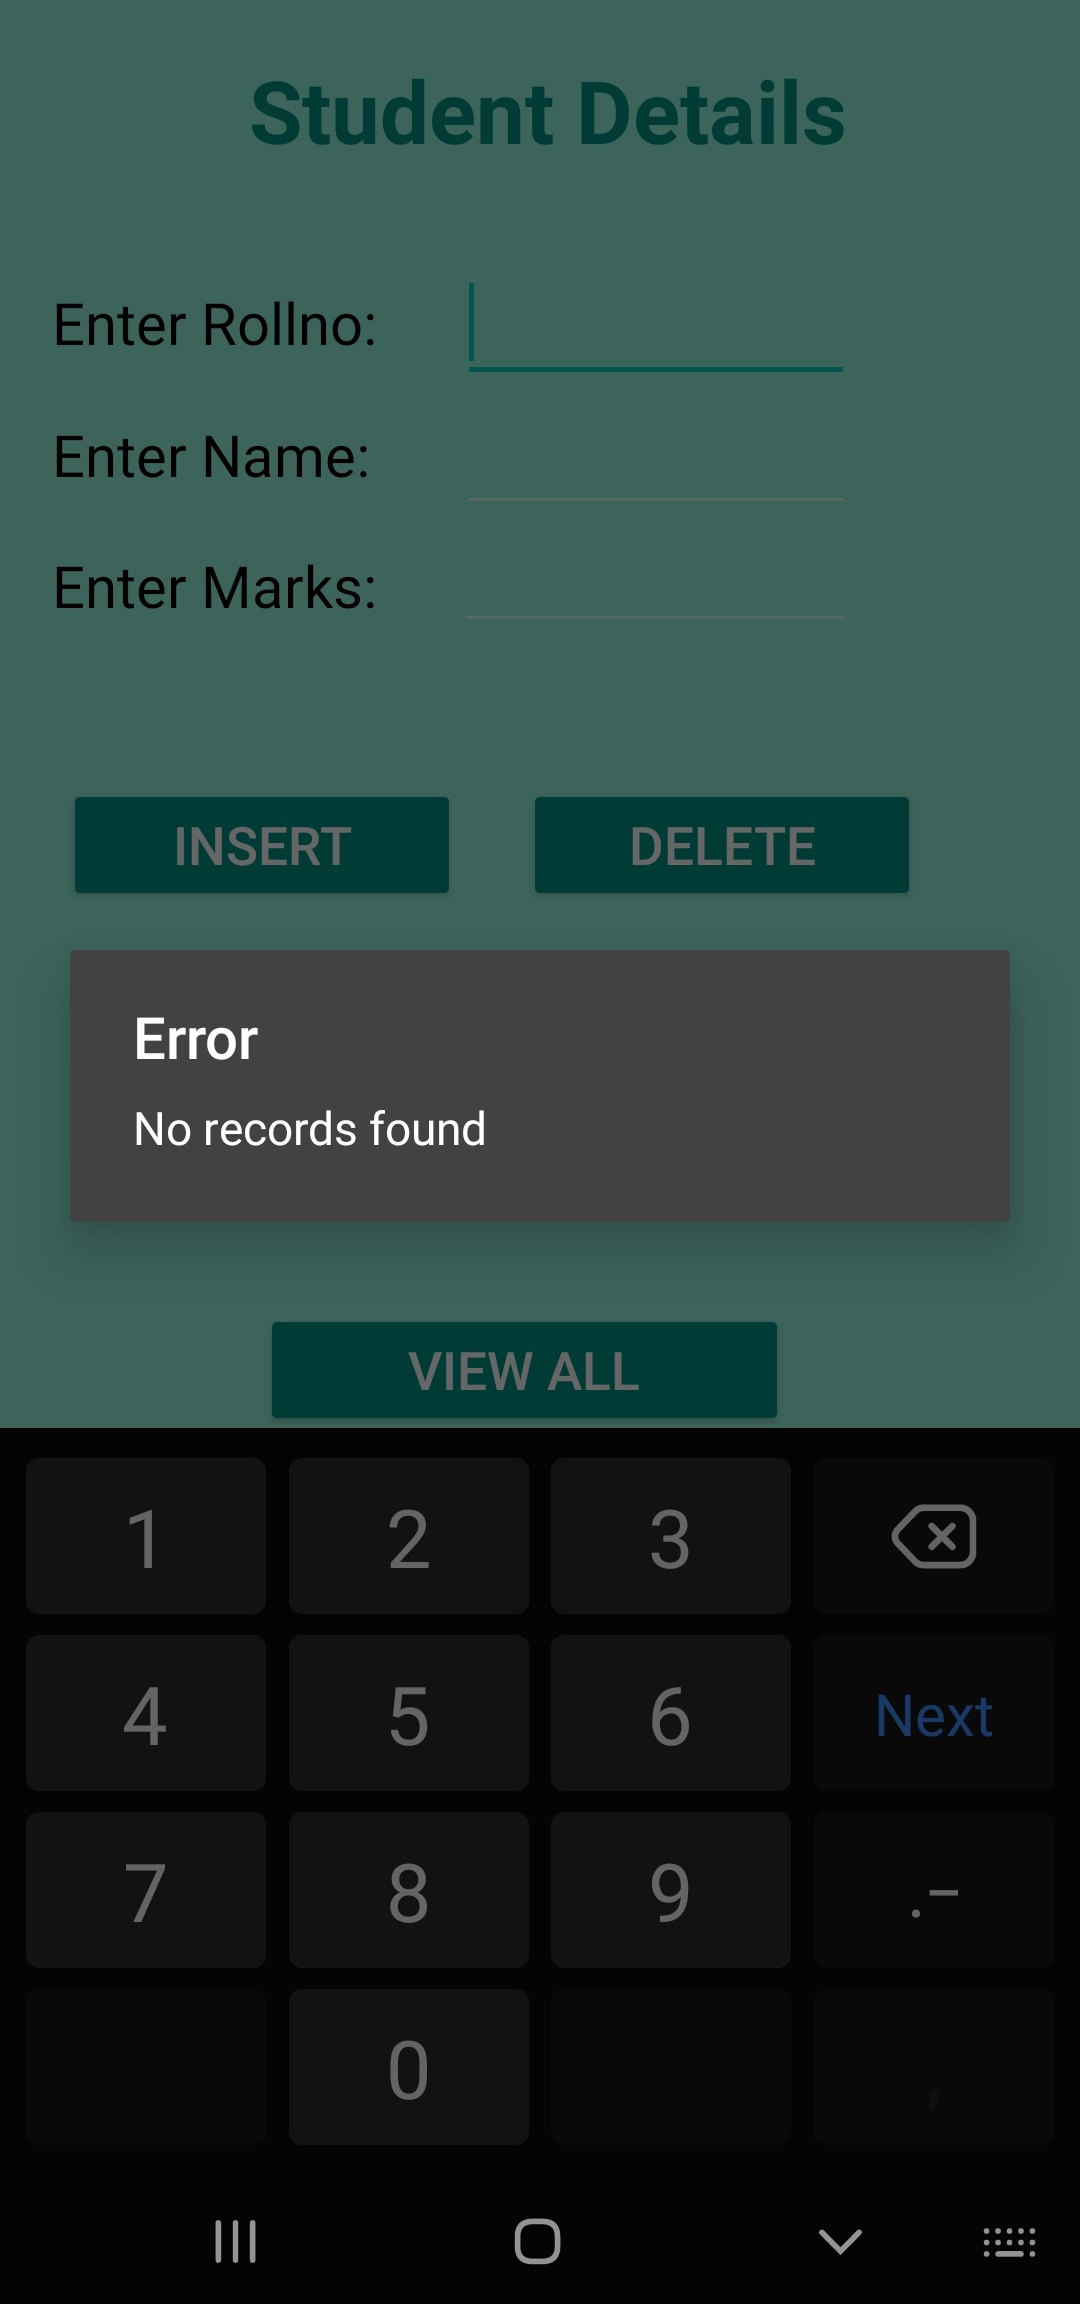 Student Details
Enter Rollno:
Enter Name:
Enter Marks:
INSERT DELETE
Error
No records found
VIEW ALL
1 2 3
4 5 6 Next
7 8 9 .-
0 ,